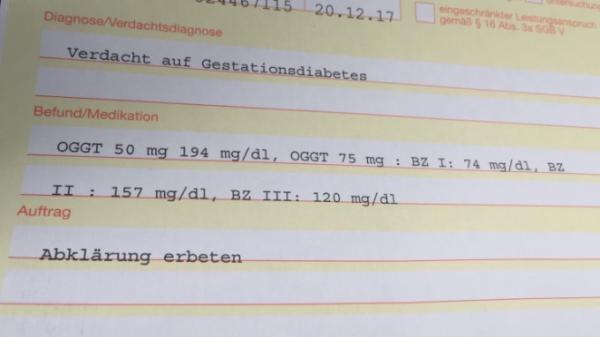 20.12.17
eingeschränkter Leistungsanspruch
gemäß § 16 Abs. 3a SGB V
Diagnose/Verdachtsdiagnose
Verdacht auf Gestationsdiabetes
Befund/Medikation
OGGT 50 mg 194 mg/dl, OGGT 75 mg : BZ I: 74 mg/dl, BZ
II : 157 mg/dl, BZ III: 120 mg/dl
Auftrag
Abklärung erbeten